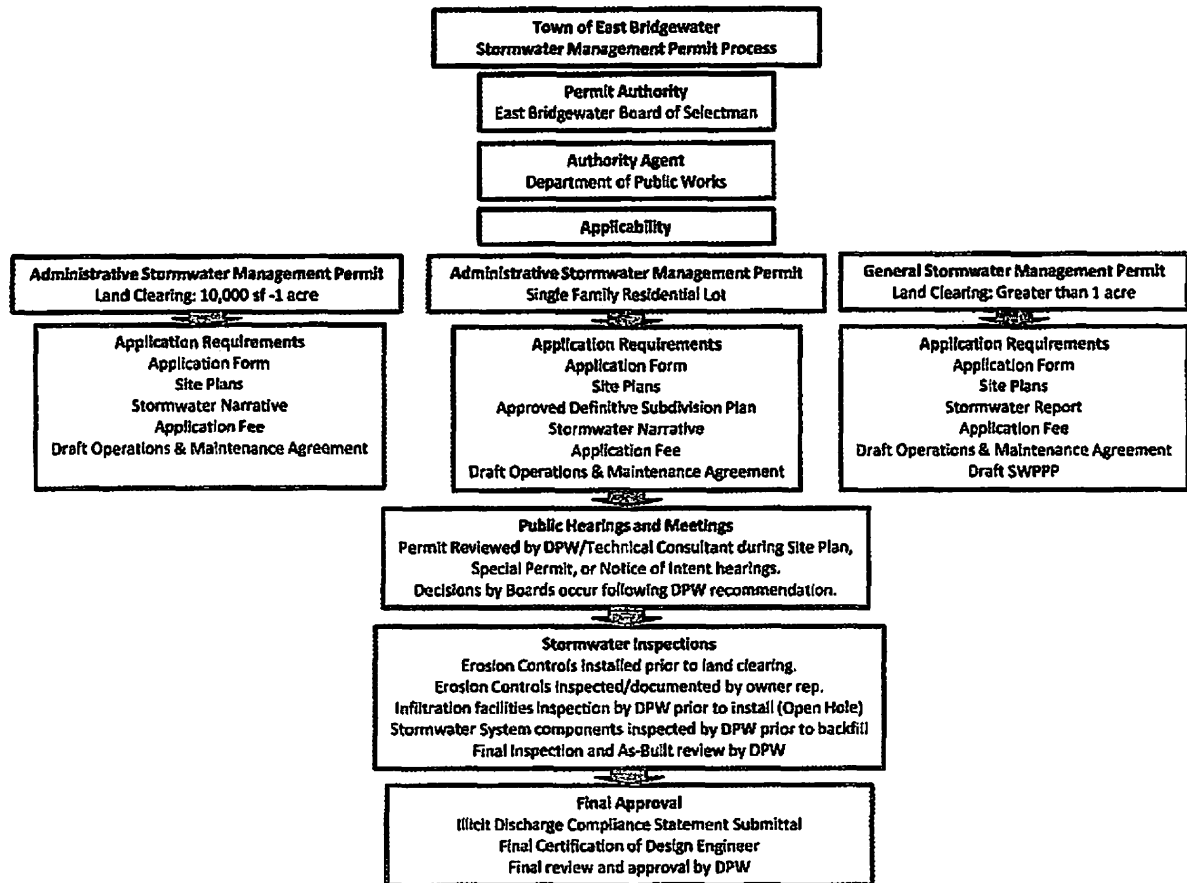 Town of East Bridgewater
Stormwater Management Permit Process
Permit Authority
East Bridgewater Board of Selectman
Authority Agent
Department of Public Works
Applicability
Administrative Stormwater Management Permit
Land Clearing: 10,000 sf -1 acre
Application Requirements
Application Form
Site Plans
Stormwater Narrative
Application Fee
Draft Operations & Maintenance Agreement
Administrative Stormwater Management Permit
Single Family Residential Lot
Application Requirements
Application Form
Site Plans
Approved Definitive Subdivision Plan
Stormwater Narrative
Application Fee
Draft Operations & Maintenance Agreement
General Stormwater Management Permit
Land Clearing: Greater than 1 acre
Application Requirements
Application Form
Site Plans
Stormwater Report
Application Fee
Draft Operations & Maintenance Agreement
Draft SWPPP
Public Hearings and Meetings
Permit Reviewed by DPW/Technical Consultant during Site Plan,
Special Permit, or Notice of Intent hearings.
Decisions by Boards occur following DPW recommendation.
Stormwater Inspections
Erosion Controls installed prior to land clearing.
Erosion Controls inspected/documented by owner rep.
Infiltration facilities Inspection by DPW prior to install (Open Hole)
Stormwater System components inspected by DPW prior to backfill
Final Inspection and As-Built review by DPW
Final Approval
Illicit Discharge Compliance Statement Submittal
Final Certification of Design Engineer
Final review and approval by DPW